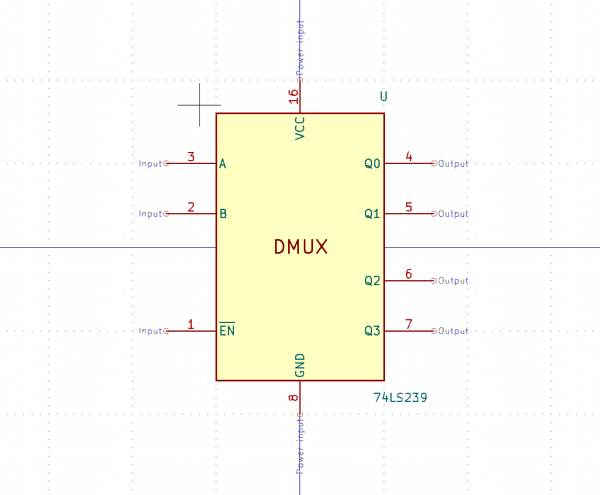 Power input
16
U
VCC
Input 3 A Q0 4 Output
Input 2 B Q1 5 Output
DMUX
Q2 6 Output
Input 1 EN Q3 7 Output
GND
8
74LS239
Power input